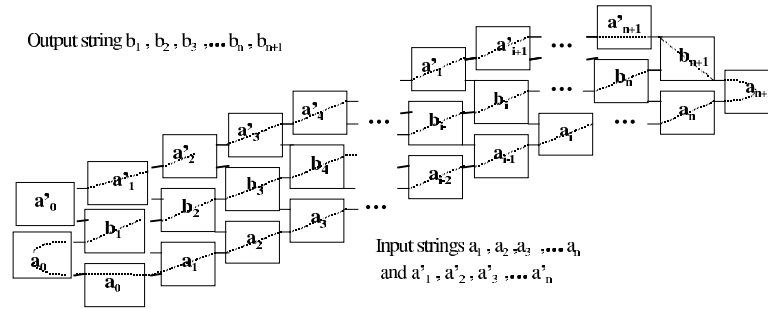 Output string b₁ , b₂ , b₃ ,... bₙ , bₙ₊₁
a'ₙ₊₁
a'ᵢ₊₁
...
bₙ₊₁
a'₁
bₙ
aₙ₊
bᵢ
...
a'₄
aₙ
a'₃
...
bᵢ-
aᵢ
...
a'₂
b₄
aᵢ₋₁
a'₁
b₃
aᵢ₋₂
a'₀
b₂
a₃
...
b₁
a₂
a₀
a₁
a₀
Input strings a₁ , a₂ ,a₃ ,... aₙ
and a'₁ , a'₂ , a'₃ ,... a'ₙ